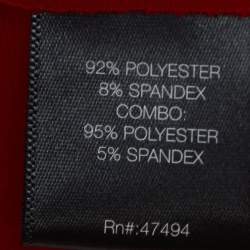 92% POLYESTER
8% SPANDEX
COMBO:
95% POLYESTER
5% SPANDEX
Rn#:47494